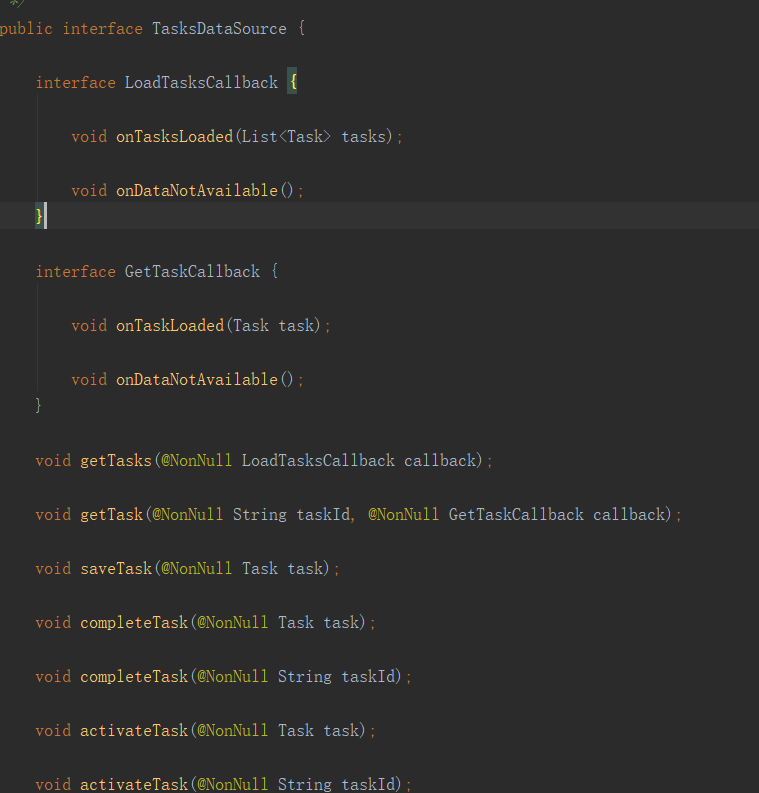 */
public interface TasksDataSource {
interface LoadTasksCallback {
void onTasksLoaded(List<Task> tasks);
void onDataNotAvailable();
}
interface GetTaskCallback {
void onTaskLoaded(Task task);
void onDataNotAvailable();
}
void getTasks(@NonNull LoadTasksCallback callback);
void getTask(@NonNull String taskId, @NonNull GetTaskCallback callback);
void saveTask(@NonNull Task task);
void completeTask(@NonNull Task task);
void completeTask(@NonNull String taskId);
void activateTask(@NonNull Task task);
void activateTask(@NonNull String taskId);